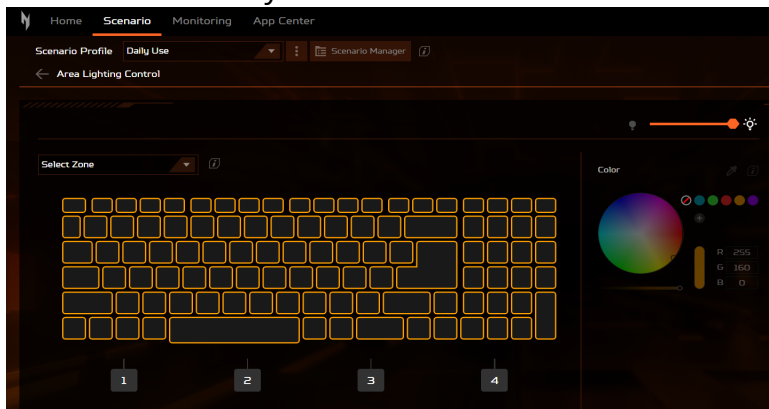 Home Scenario Monitoring App Center
Scenario Profile Daily Use Scenario Manager i
Area Lighting Control
Select Zone i
Color i
R 255
G 160
B 0
1 2 3 4